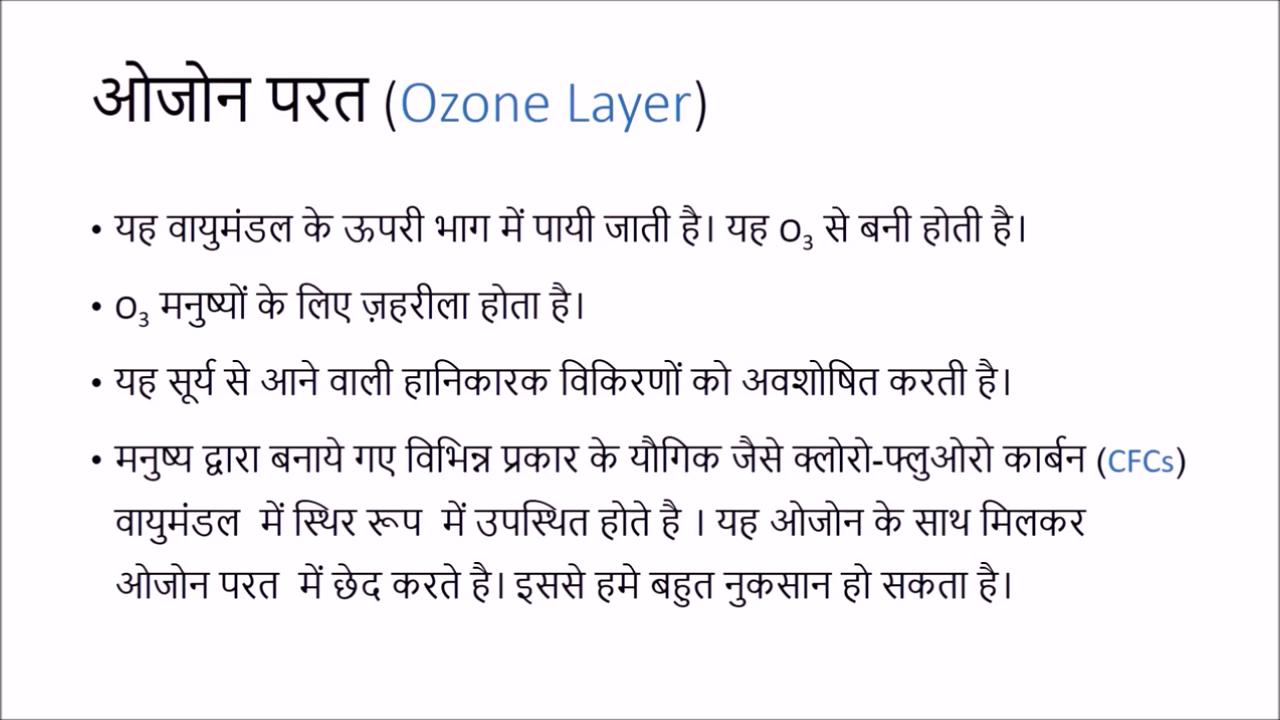 ओजोन परत (Ozone Layer)
• यह वायुमंडल के ऊपरी भाग में पायी जाती है। यह O₃ से बनी होती है।
• O₃ मनुष्यों के लिए ज़हरीला होता है।
• यह सूर्य से आने वाली हानिकारक विकिरणों को अवशोषित करती है।
• मनुष्य द्वारा बनाये गए विभिन्न प्रकार के यौगिक जैसे क्लोरो-फ्लुओरो कार्बन (CFCs)
वायुमंडल में स्थिर रूप में उपस्थित होते है । यह ओजोन के साथ मिलकर
ओजोन परत में छेद करते है। इससे हमे बहुत नुकसान हो सकता है।